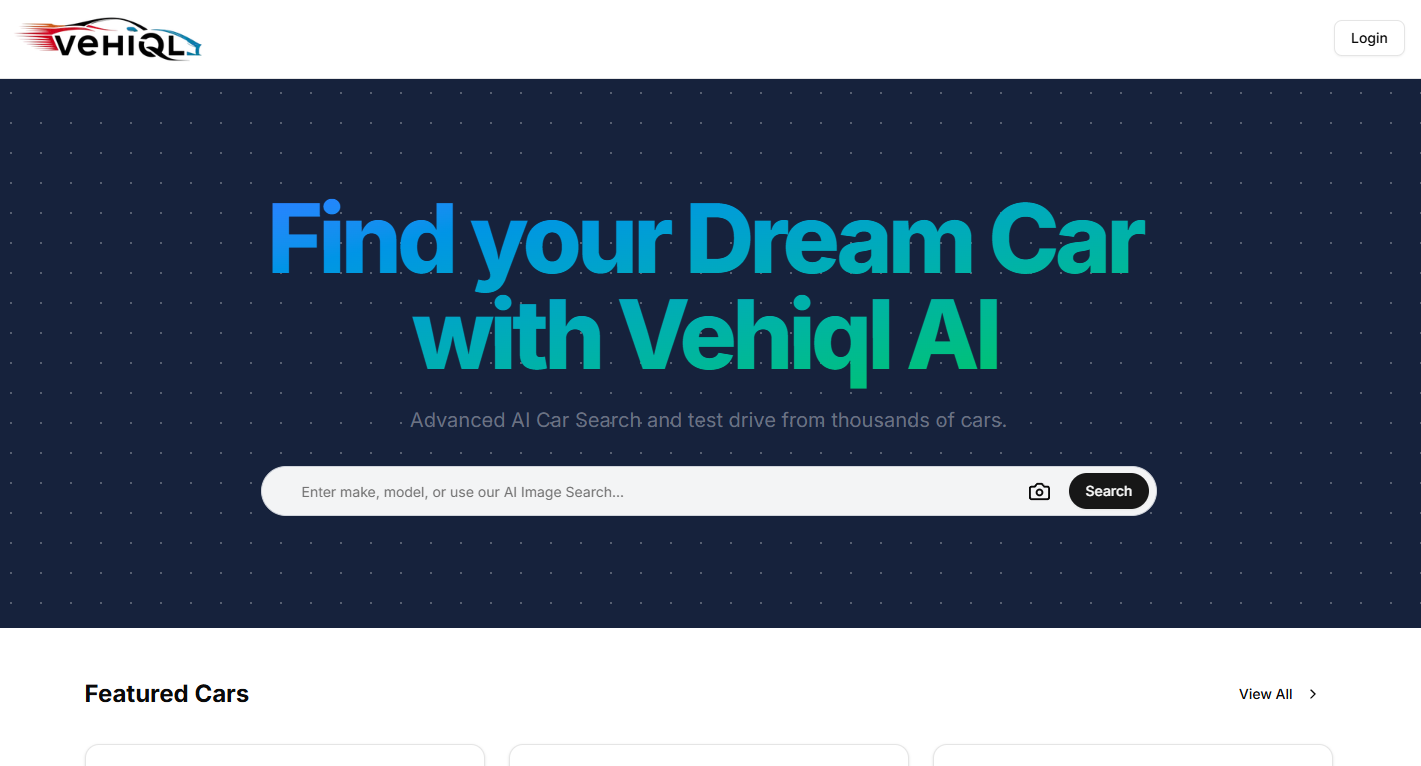 VEHIQL
Login
Find your Dream Car
with Vehiql AI
Advanced AI Car Search and test drive from thousands of cars.
Enter make, model, or use our AI Image Search...
Search
Featured Cars
View All